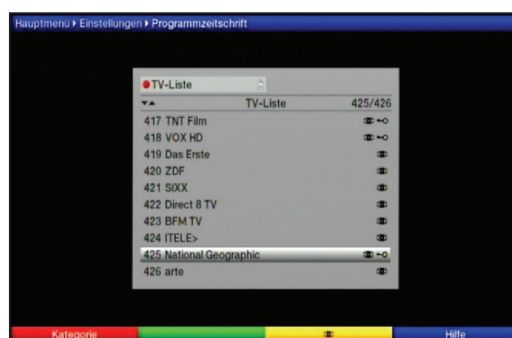 Hauptmenü Einstellungen Programmzeitschrift
TV-Liste
TV-Liste 425/426
417 TNT Film
418 VOX HD
419 Das Erste
420 ZDF
421 SIXX
422 Direct 8 TV
423 BFM TV
424 ITELE>
425 National Geographic
426 arte
Kategorie Hilfe